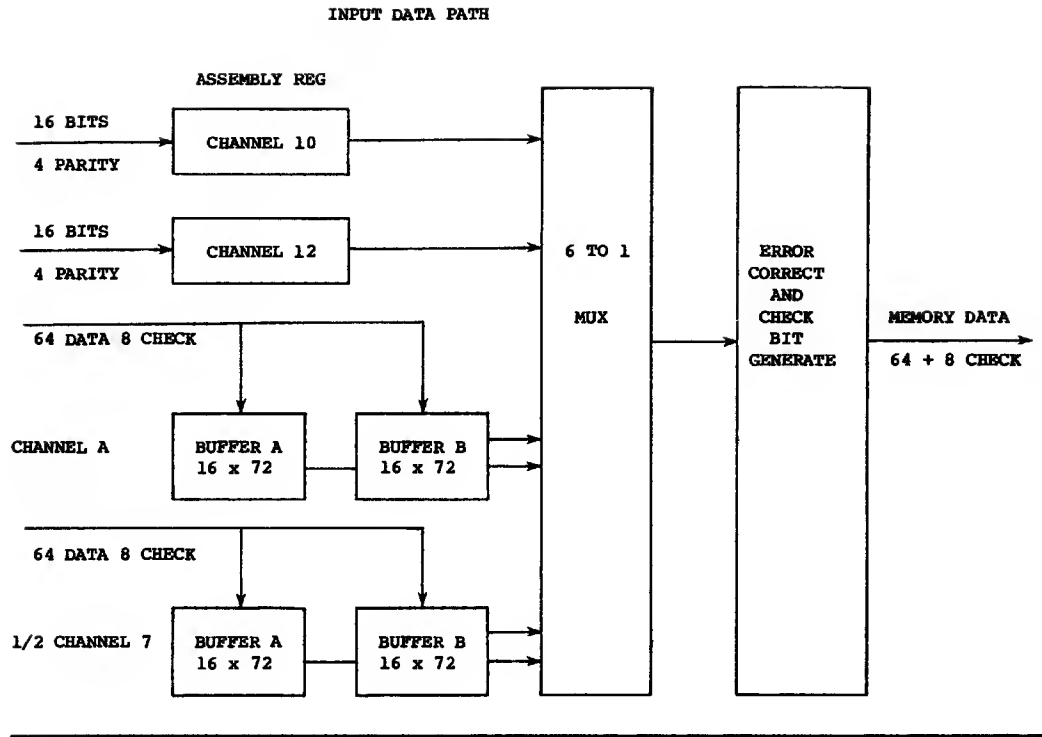 INPUT DATA PATH
ASSEMBLY REG
16 BITS
CHANNEL 10
4 PARITY
16 BITS
CHANNEL 12
4 PARITY
6 TO 1
MUX
ERROR
CORRECT
AND
CHECK
BIT
GENERATE
MEMORY DATA
64 + 8 CHECK
64 DATA 8 CHECK
CHANNEL A
BUFFER A
16 x 72
BUFFER B
16 x 72
64 DATA 8 CHECK
1/2 CHANNEL 7
BUFFER A
16 x 72
BUFFER B
16 x 72